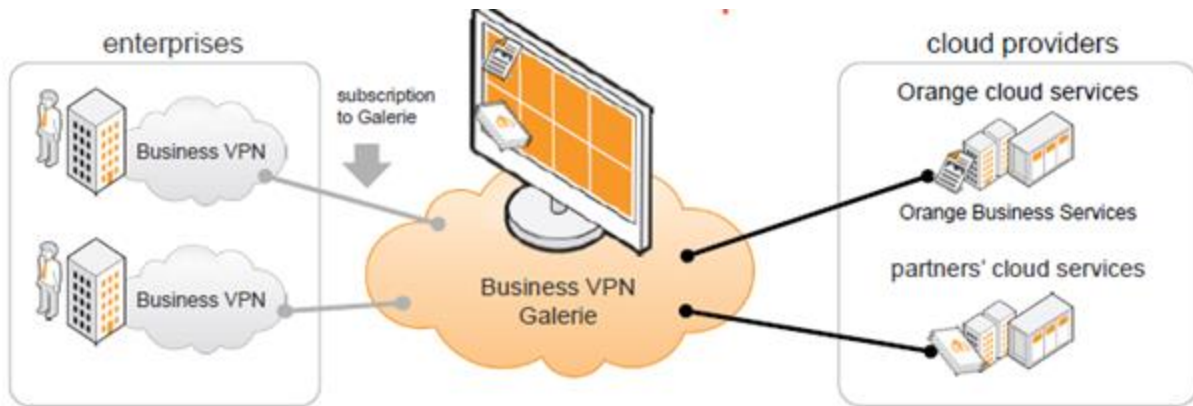 enterprises
Business VPN
Business VPN
subscription
to Galerie
Business VPN
Galerie
cloud providers
Orange cloud services
Orange Business Services
partners' cloud services